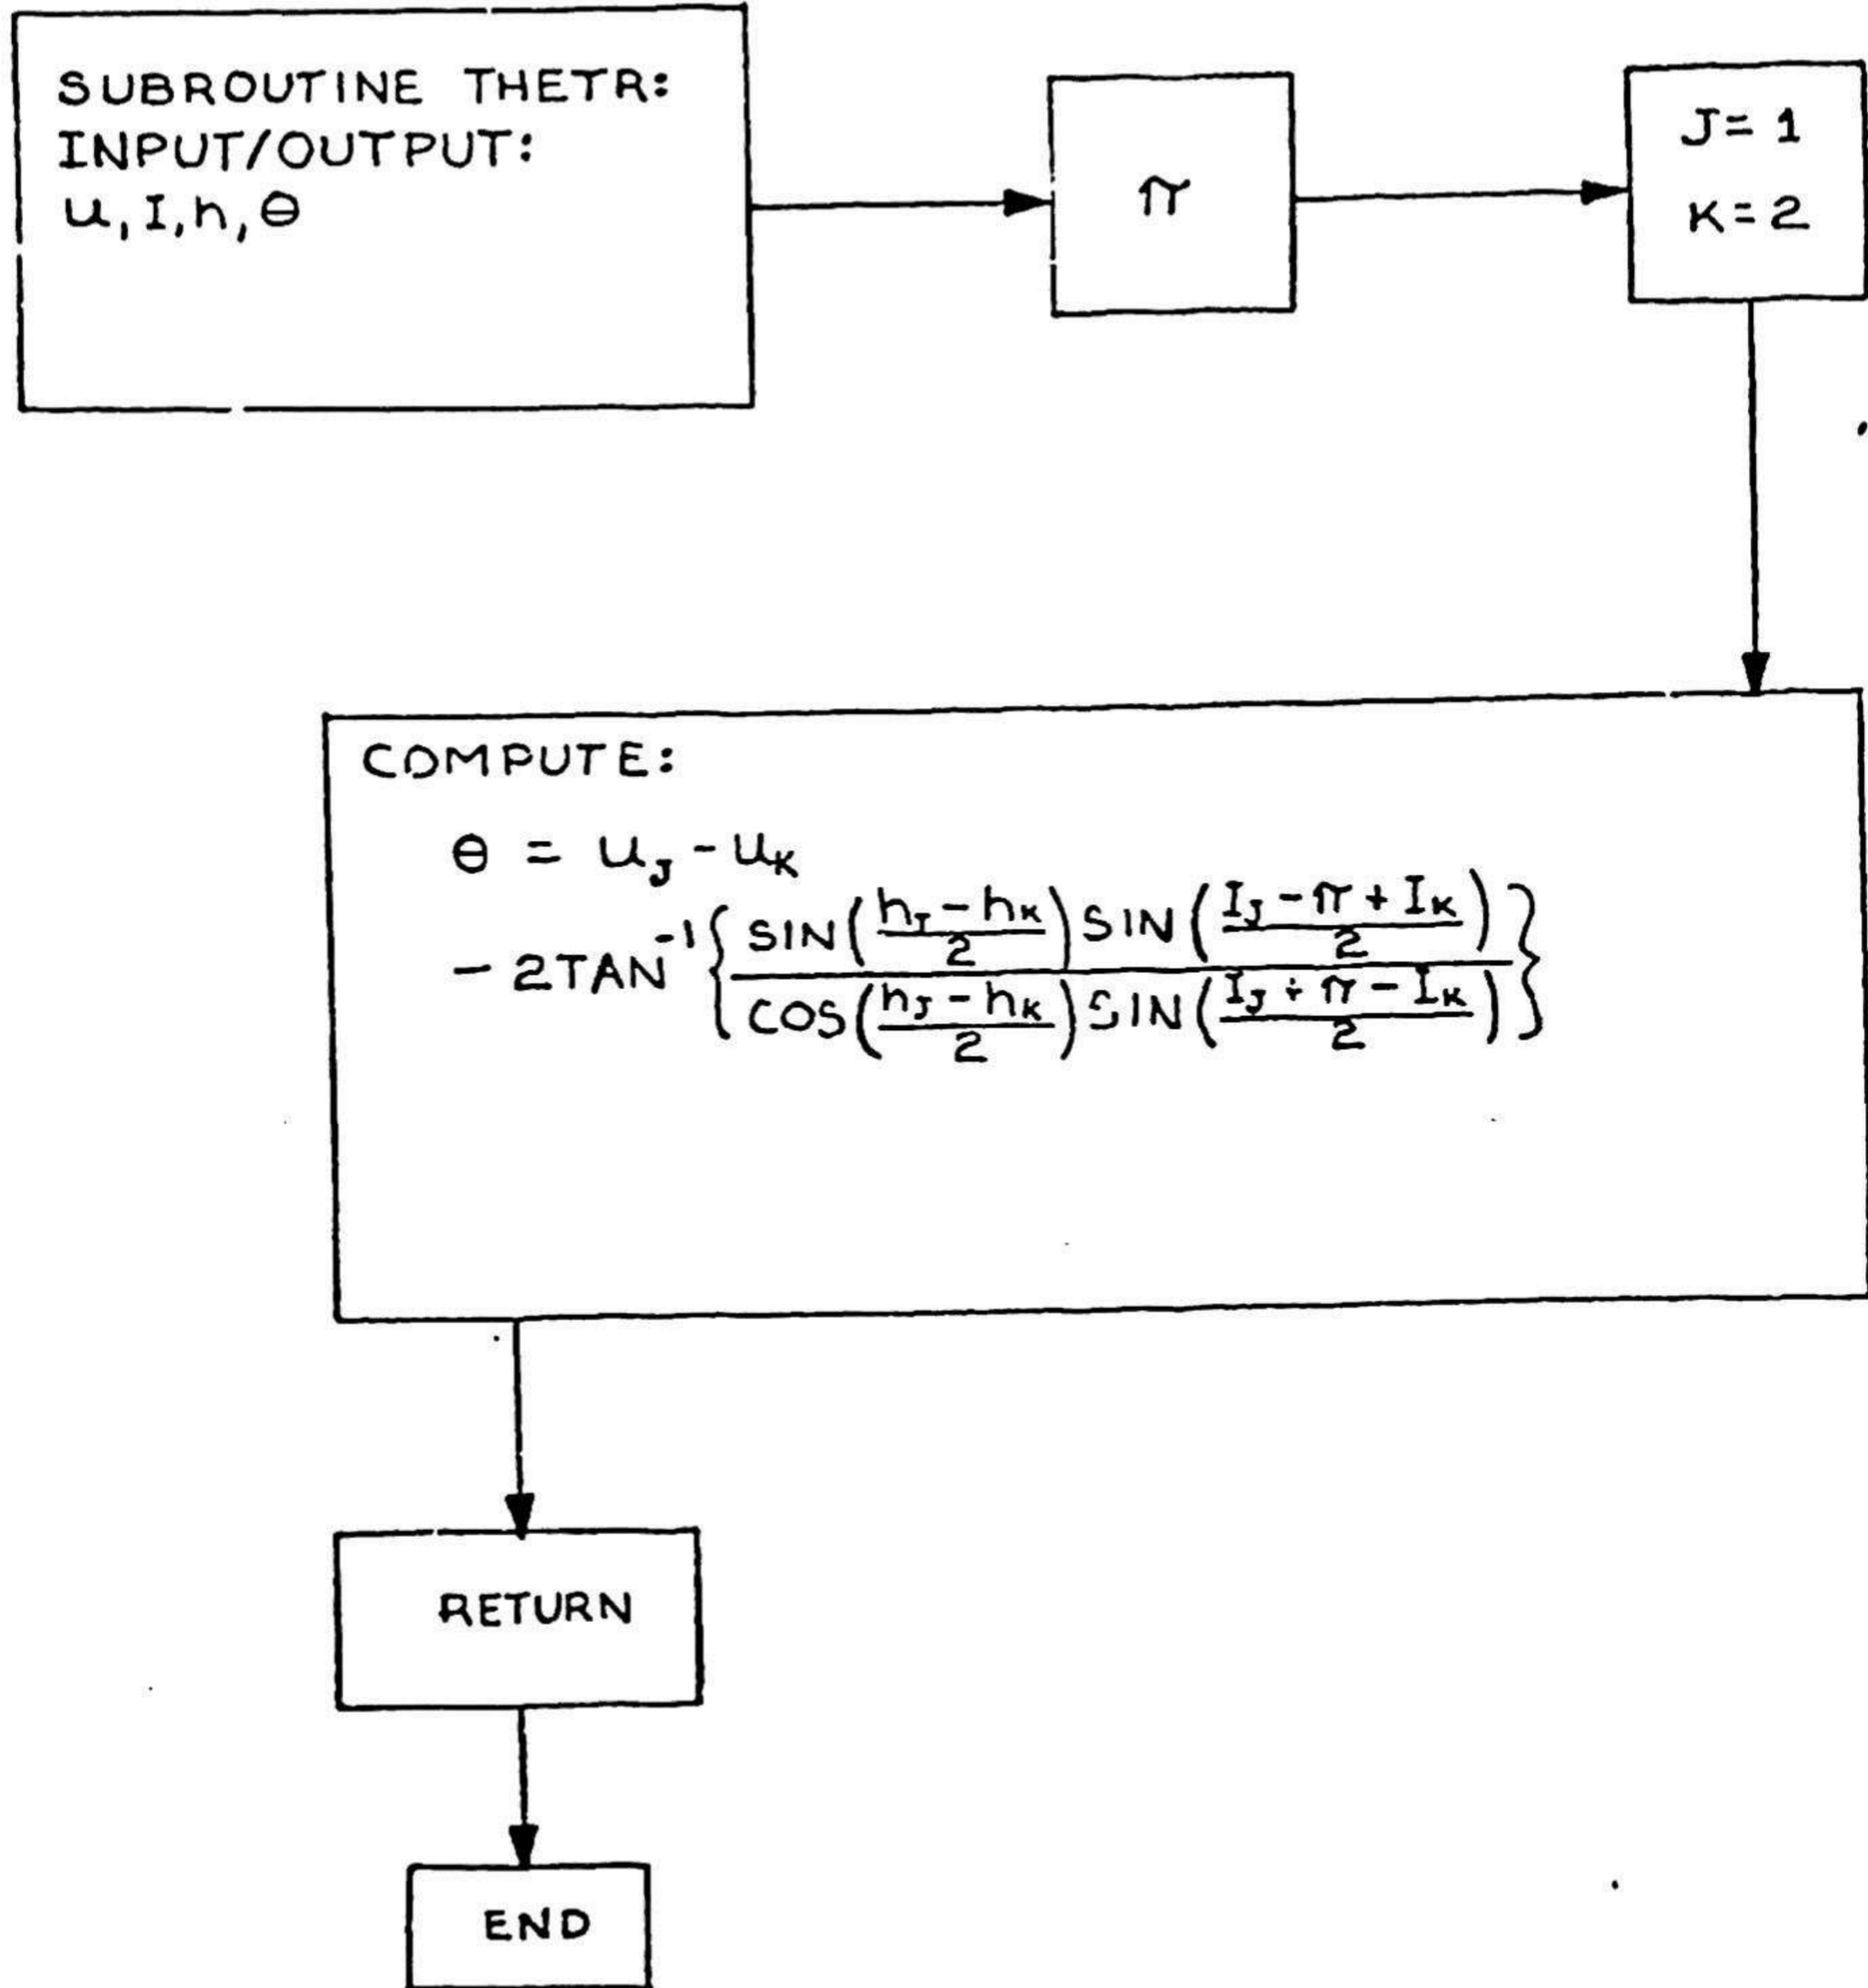 SUBROUTINE THETR:
INPUT/OUTPUT:
u, I, h, θ
π
J = 1
K = 2
COMPUTE:
θ = u_J - u_K
- 2TAN⁻¹{ SIN((h_J - h_K)/2) SIN((I_J - π + I_K)/2) / COS((h_J - h_K)/2) SIN((I_J + π - I_K)/2) }
RETURN
END